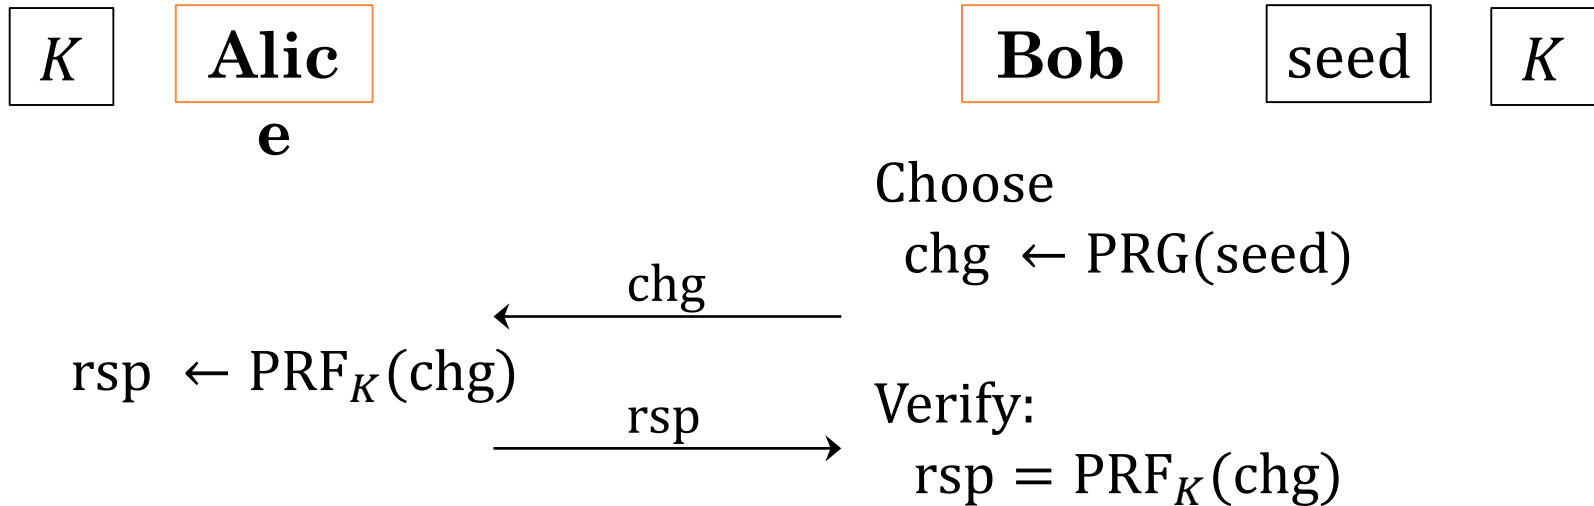 K Alic Bob seed K
e
Choose
chg ← PRG(seed)
chg
rsp ← PRF_K(chg)
Verify:
rsp
rsp = PRF_K(chg)